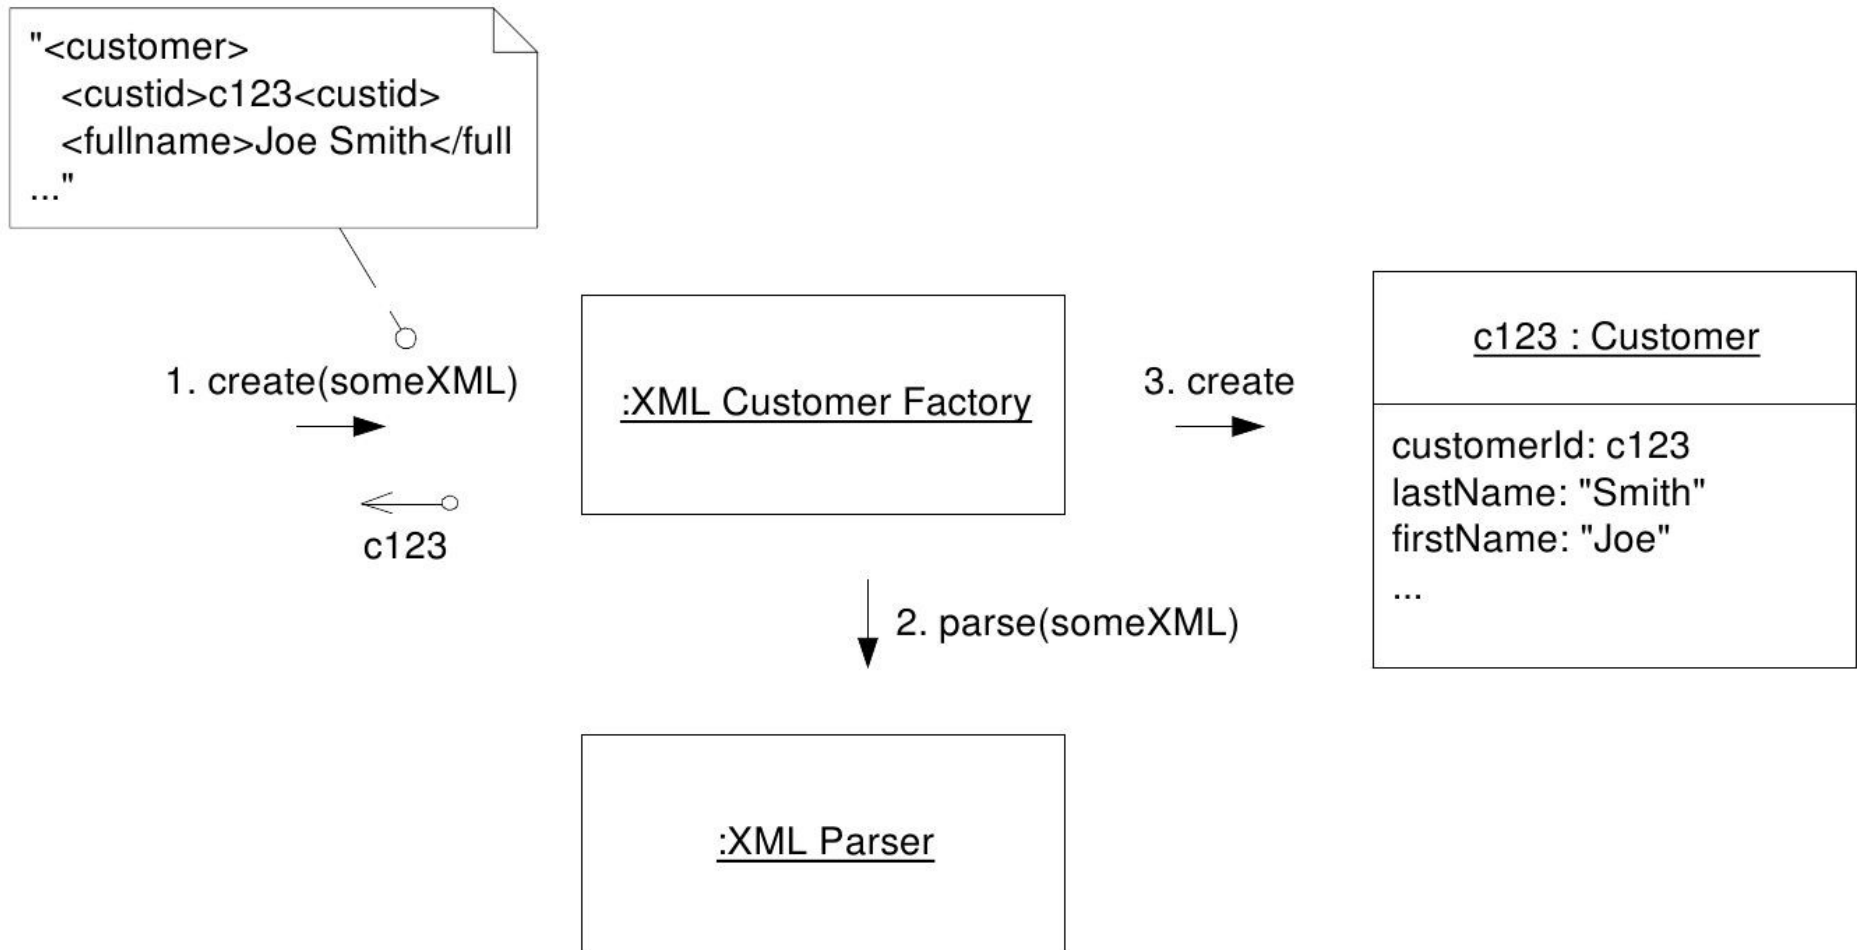 "<customer>
<custid>c123<custid>
<fullname>Joe Smith</full
..."
1. create(someXML)
c123
:XML Customer Factory
3. create
c123 : Customer
customerId: c123
lastName: "Smith"
firstName: "Joe"
...
2. parse(someXML)
:XML Parser